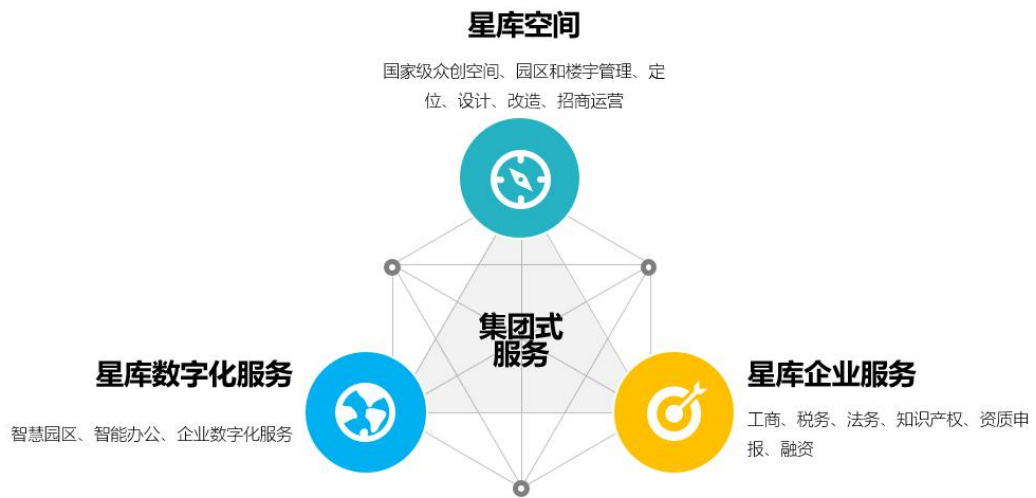 星库空间
国家级众创空间、园区和楼宇管理、定
位、设计、改造、招商运营
集团式
服务
星库数字化服务
智慧园区、智能办公、企业数字化服务
星库企业服务
工商、税务、法务、知识产权、资质申
报、融资